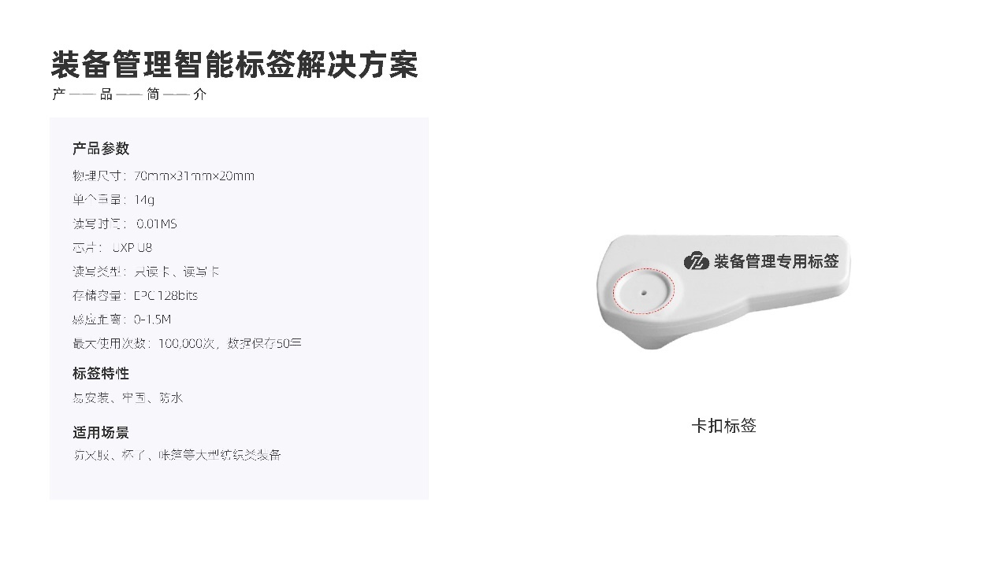 装备管理智能标签解决方案
产——品——简——介
产品参数
物理尺寸：70mm×31mm×20mm
单个重量：14g
读写时间： 0.01MS
芯片： UXP U8
读写类型：只读卡、读写卡
存储容量：EPC 128bits
感应距离：0-1.5M
最大使用次数：100,000次，数据保存50年
标签特性
易安装、牢固、防水
适用场景
防火服、杯子、帐篷等大型纺织类装备
装备管理专用标签
卡扣标签